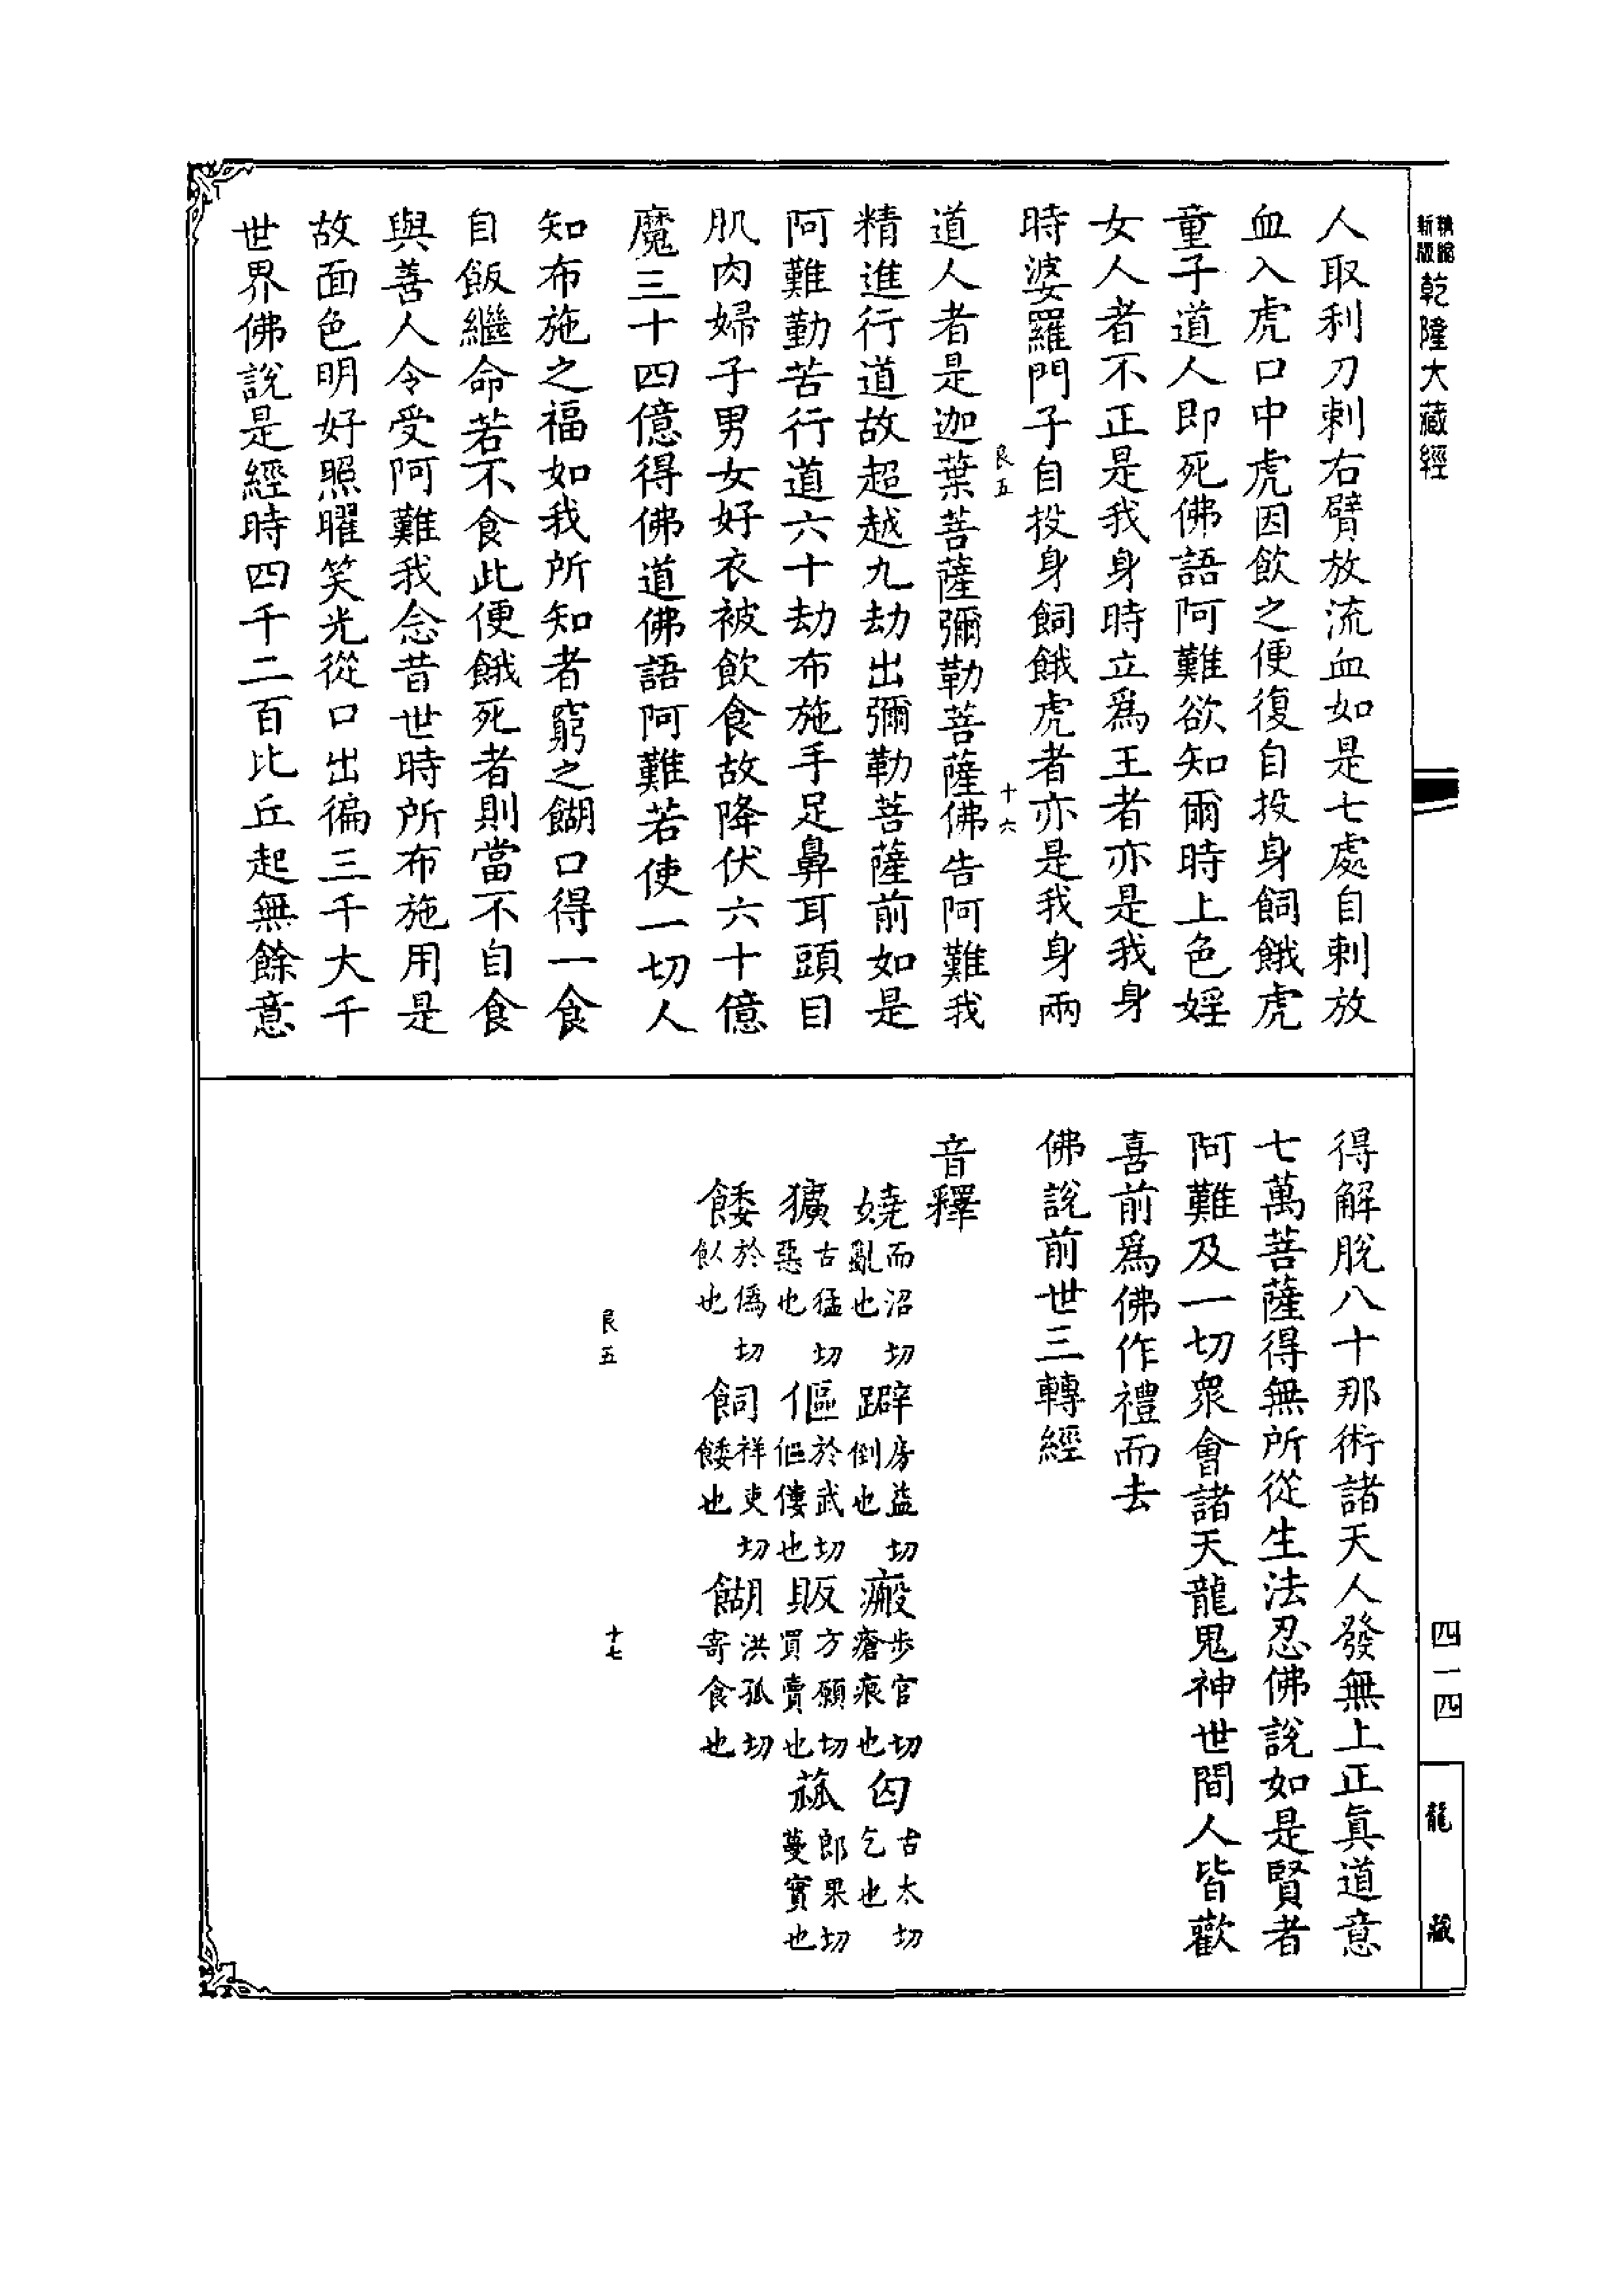 新版
精縮
乾隆大藏經
人取利刀刺右臂放流血如是七處自刺放
血入虎口中虎因飲之便復自投身飼餓虎
童子道人即死佛語阿難欲知爾時上色婬
女人者不正是我身時立爲王者亦是我身
時婆羅門子自投身飼餓虎者亦是我身兩
艮五
十六
道人者是迦葉菩薩彌勒菩薩佛告阿難我
精進行道故超越九劫出彌勒菩薩前如是
阿難勤苦行道六十劫布施手足鼻耳頭目
肌肉婦子男女好衣被飲食故降伏六十億
魔三十四億得佛道佛語阿難若使一切人
知布施之福如我所知者窮之餬口得一食
自飯繼命若不食此便餓死者則當不自食
與善人令受阿難我念昔世時所布施用是
故面色明好照曜笑光從口出徧三千大千
世界佛說是經時四千二百比丘起無餘意
得解脫八十那術諸天人發無上正眞道意
七萬菩薩得無所從生法忍佛說如是賢者
阿難及一切衆會諸天龍鬼神世間人皆歡
喜前爲佛作禮而去
佛說前世三轉經
音釋
嬈而沼切亂也 躃房益切倒也 瘢步官切瘡痕也 匃古太切乞也
獷古猛切惡也 傴於武切傴僂也 販方願切買賣也 蓏郎果切蔓實也
餧於僞切飤也 飼祥吏切餧也 餬洪孤切寄食也
艮五
十七
四一四
龍藏